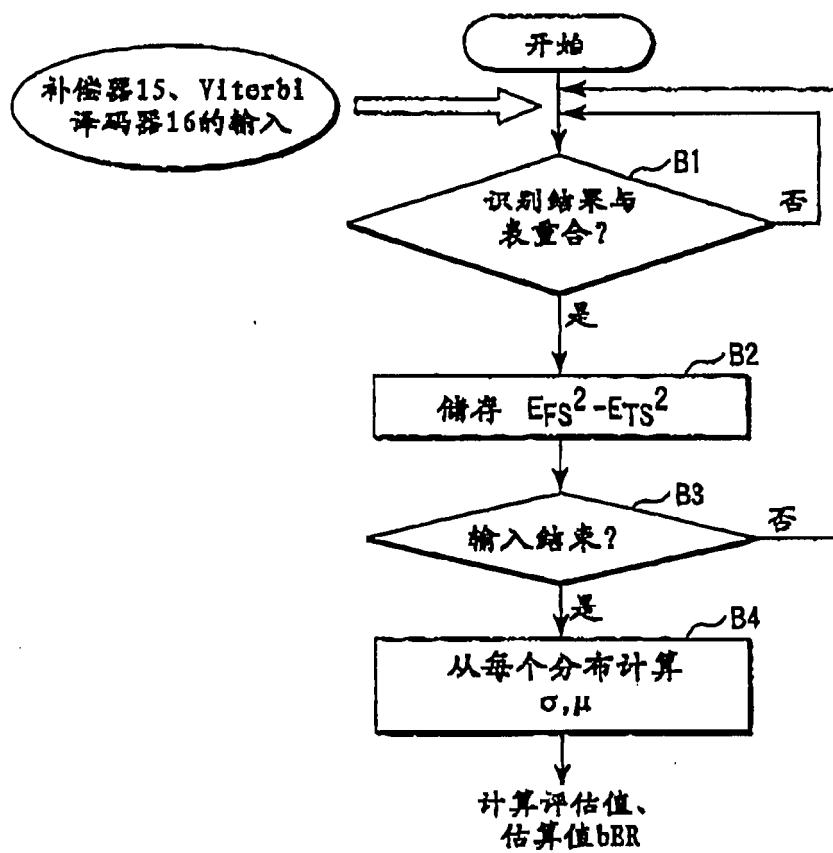 开始
补偿器15、Viterbi
译码器16的输入
B1
识别结果与
表重合?
否
是
B2
储存 E_FS²-E_TS²
B3
输入结束?
否
是
B4
从每个分布计算
σ,μ
计算评估值、
估算值bER